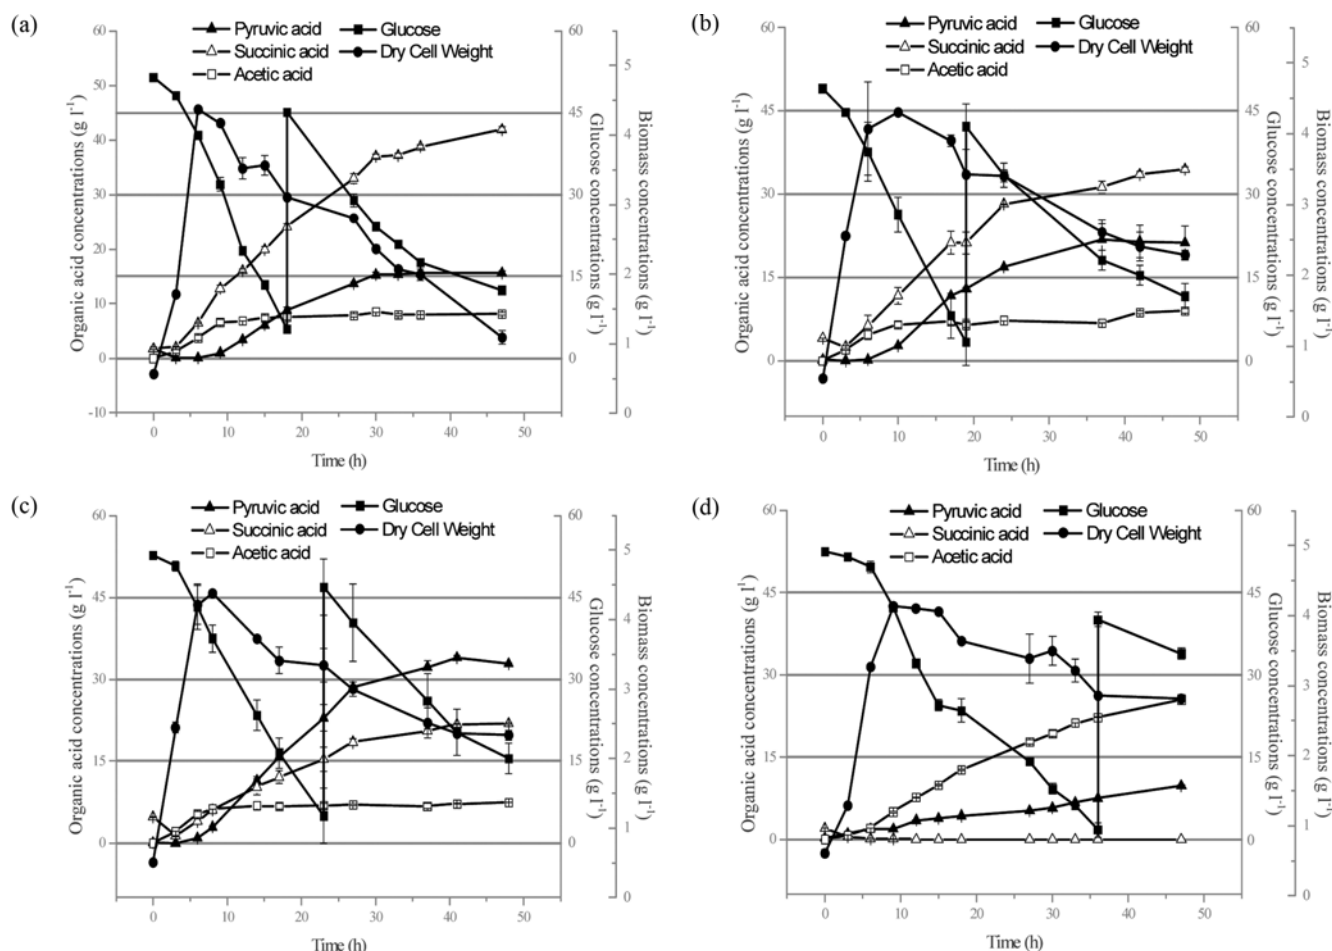 (a)
Pyruvic acid
Glucose
Succinic acid
Dry Cell Weight
Acetic acid
60
50
40
30
20
10
0
-10
Organic acid concentrations (g l⁻¹)
60
45
30
15
0
Glucose concentrations (g l⁻¹)
5
4
3
2
1
0
Biomass concentrations (g l⁻¹)
0 10 20 30 40 50
Time (h)
(b)
Pyruvic acid
Glucose
Succinic acid
Dry Cell Weight
Acetic acid
60
45
30
15
0
Organic acid concentrations (g l⁻¹)
60
45
30
15
0
Glucose concentrations (g l⁻¹)
5
4
3
2
1
0
Biomass concentrations (g l⁻¹)
0 10 20 30 40 50
Time (h)
(c)
Pyruvic acid
Glucose
Succinic acid
Dry Cell Weight
Acetic acid
60
45
30
15
0
Organic acid concentrations (g l⁻¹)
60
45
30
15
0
Glucose concentrations (g l⁻¹)
5
4
3
2
1
0
Biomass concentrations (g l⁻¹)
0 10 20 30 40 50
Time (h)
(d)
Pyruvic acid
Glucose
Succinic acid
Dry Cell Weight
Acetic acid
60
45
30
15
0
Organic acid concentrations (g l⁻¹)
60
45
30
15
0
Glucose concentrations (g l⁻¹)
5
4
3
2
1
0
Biomass concentrations (g l⁻¹)
0 10 20 30 40 50
Time (h)